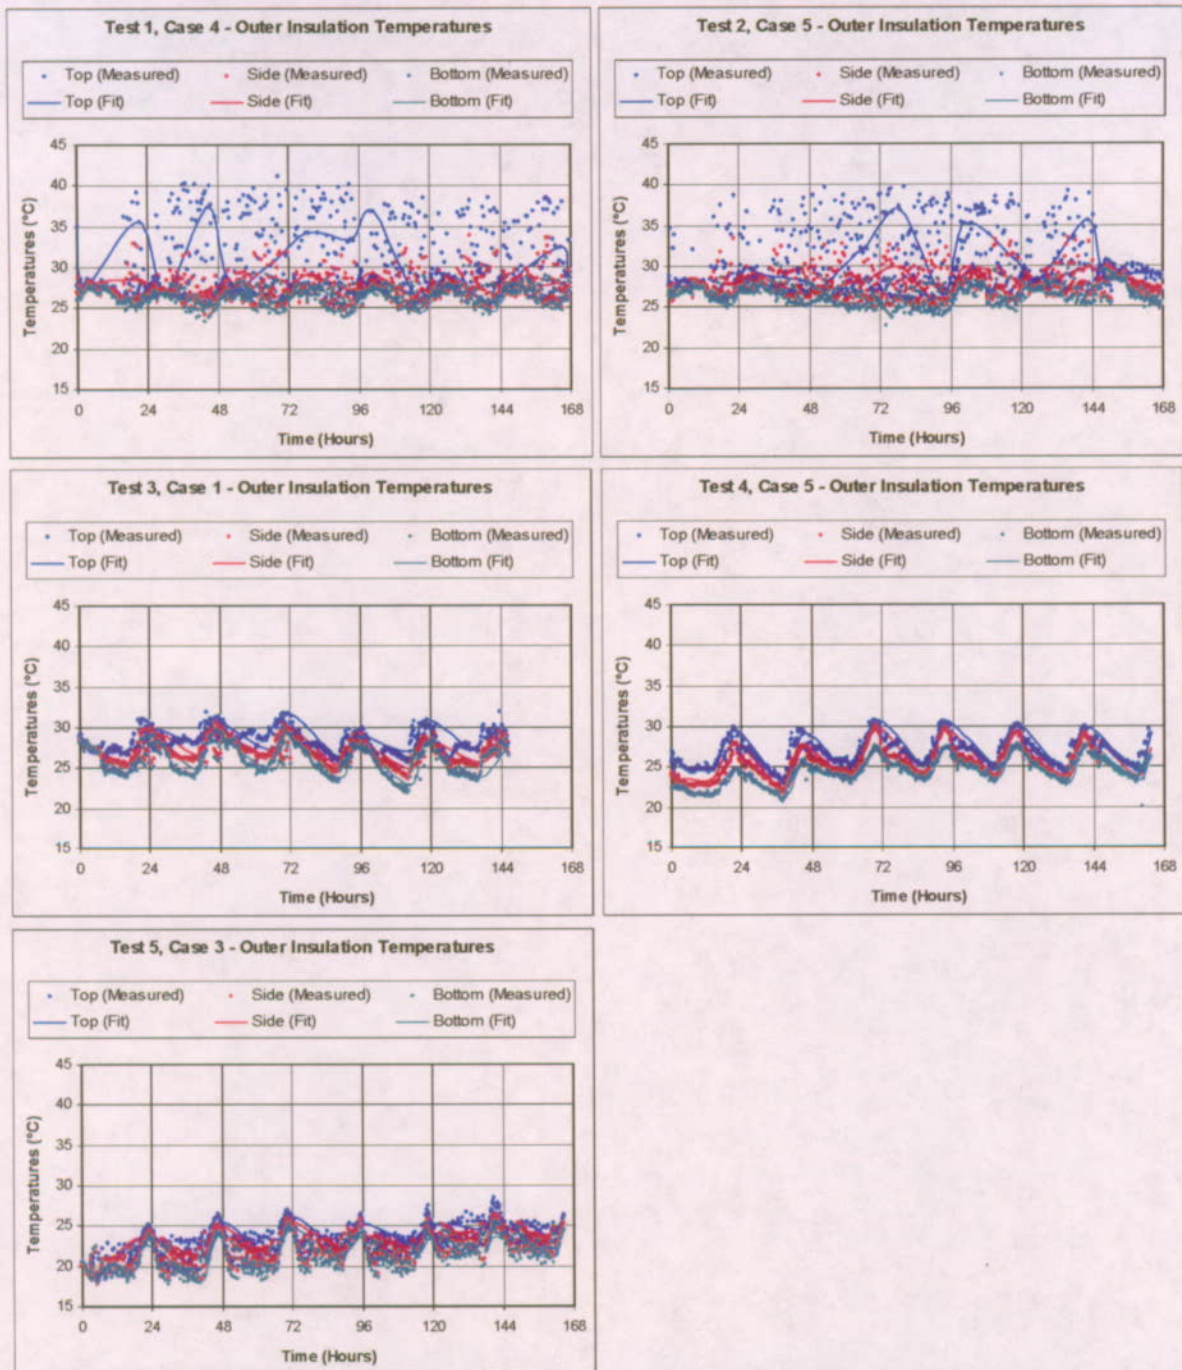 Test 1, Case 4 - Outer Insulation Temperatures
Top (Measured) Side (Measured) Bottom (Measured)
Top (Fit) Side (Fit) Bottom (Fit)
Temperatures (°C)
45
40
35
30
25
20
15
0 24 48 72 96 120 144 168
Time (Hours)
Test 2, Case 5 - Outer Insulation Temperatures
Top (Measured) Side (Measured) Bottom (Measured)
Top (Fit) Side (Fit) Bottom (Fit)
Temperatures (°C)
45
40
35
30
25
20
15
0 24 48 72 96 120 144 168
Time (Hours)
Test 3, Case 1 - Outer Insulation Temperatures
Top (Measured) Side (Measured) Bottom (Measured)
Top (Fit) Side (Fit) Bottom (Fit)
Temperatures (°C)
45
40
35
30
25
20
15
0 24 48 72 96 120 144 168
Time (Hours)
Test 4, Case 5 - Outer Insulation Temperatures
Top (Measured) Side (Measured) Bottom (Measured)
Top (Fit) Side (Fit) Bottom (Fit)
Temperatures (°C)
45
40
35
30
25
20
15
0 24 48 72 96 120 144 168
Time (Hours)
Test 5, Case 3 - Outer Insulation Temperatures
Top (Measured) Side (Measured) Bottom (Measured)
Top (Fit) Side (Fit) Bottom (Fit)
Temperatures (°C)
45
40
35
30
25
20
15
0 24 48 72 96 120 144 168
Time (Hours)